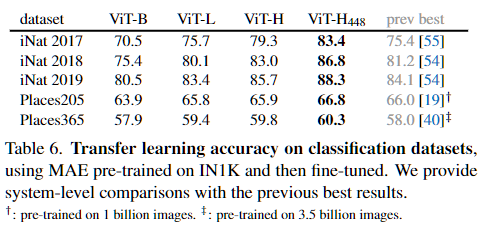 dataset ViT-B ViT-L ViT-H ViT-H₄₄₈ prev best
iNat 2017 70.5 75.7 79.3 83.4 75.4 [55]
iNat 2018 75.4 80.1 83.0 86.8 81.2 [54]
iNat 2019 80.5 83.4 85.7 88.3 84.1 [54]
Places205 63.9 65.8 65.9 66.8 66.0 [19]†
Places365 57.9 59.4 59.8 60.3 58.0 [40]‡
Table 6. Transfer learning accuracy on classification datasets,
using MAE pre-trained on IN1K and then fine-tuned. We provide
system-level comparisons with the previous best results.
†: pre-trained on 1 billion images. ‡: pre-trained on 3.5 billion images.